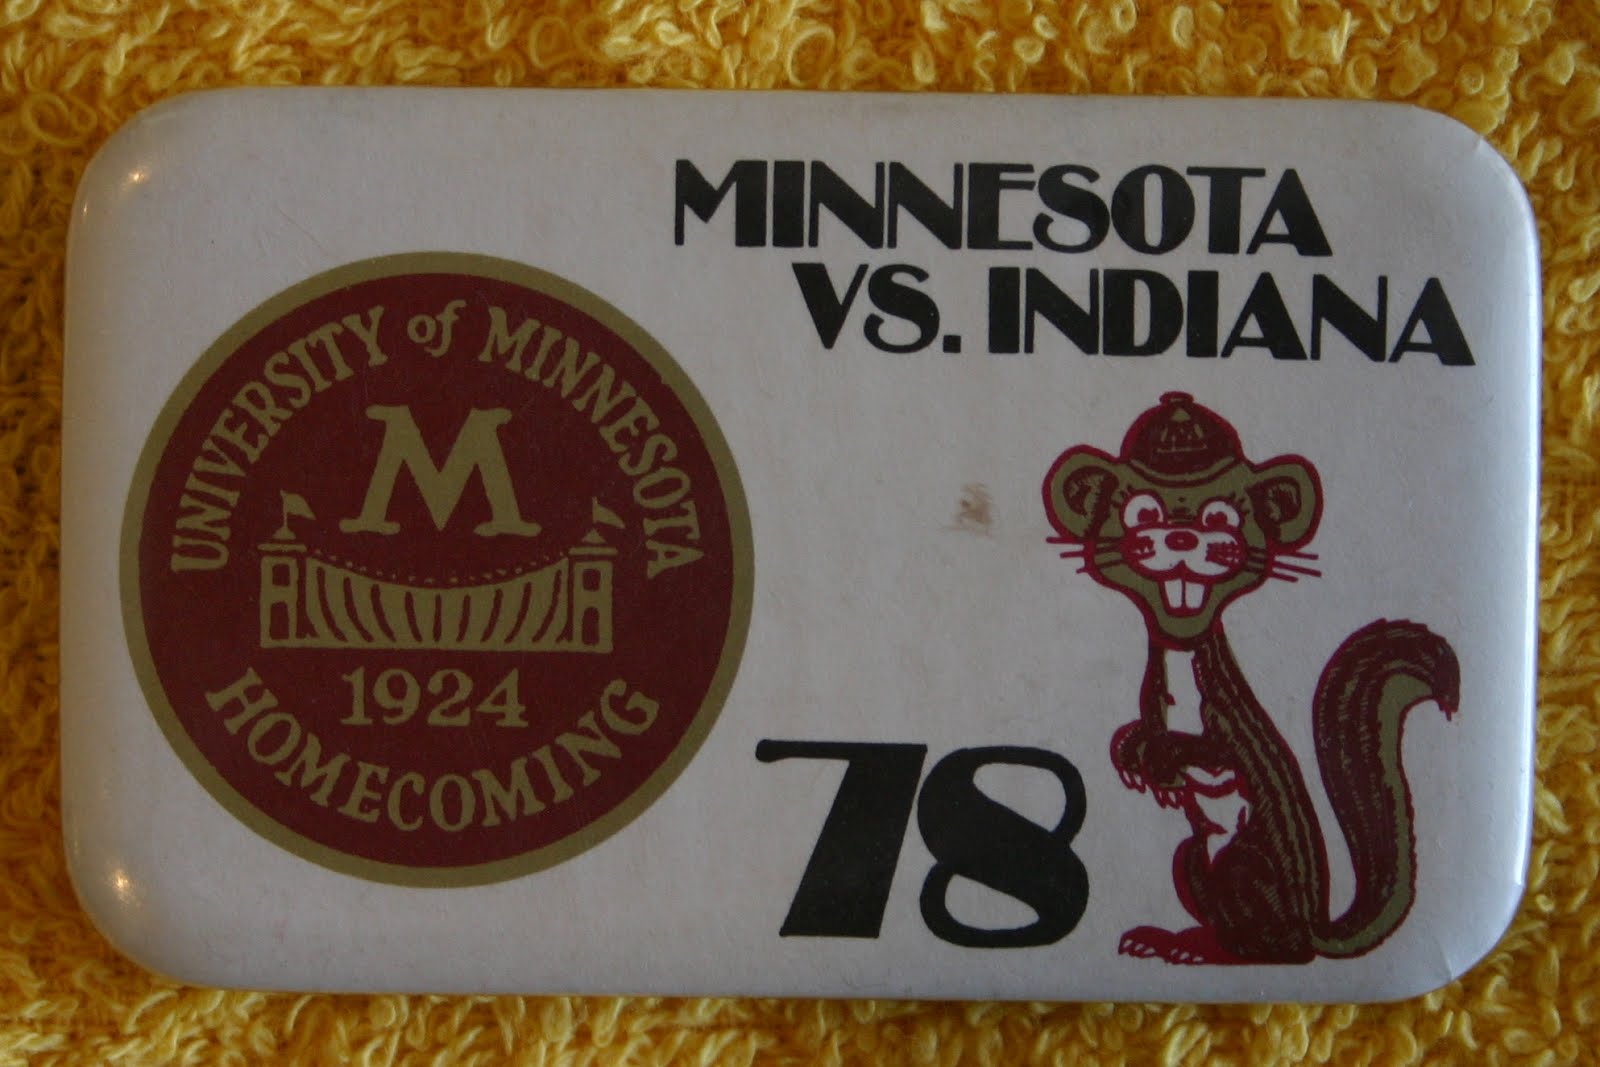 MINNESOTA
VS. INDIANA
UNIVERSITY of MINNESOTA
M
1924
HOMECOMING
78